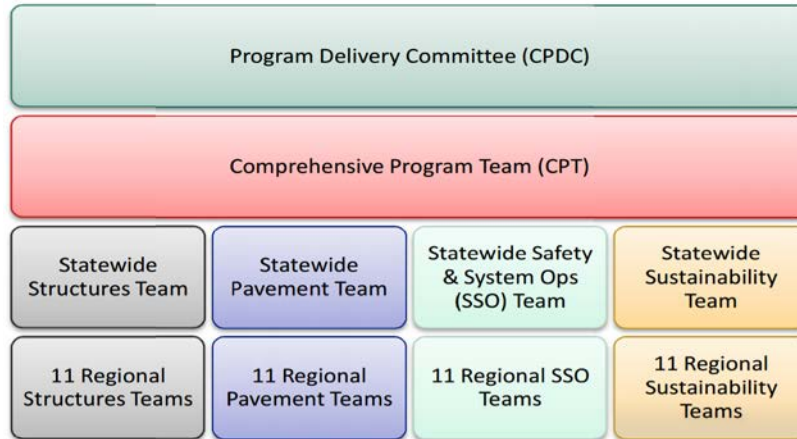 Program Delivery Committee (CPDC)
Comprehensive Program Team (CPT)
Statewide
Structures Team
Statewide
Pavement Team
Statewide Safety
& System Ops
(SSO) Team
Statewide
Sustainability
Team
11 Regional
Structures Teams
11 Regional
Pavement Teams
11 Regional SSO
Teams
11 Regional
Sustainability
Teams